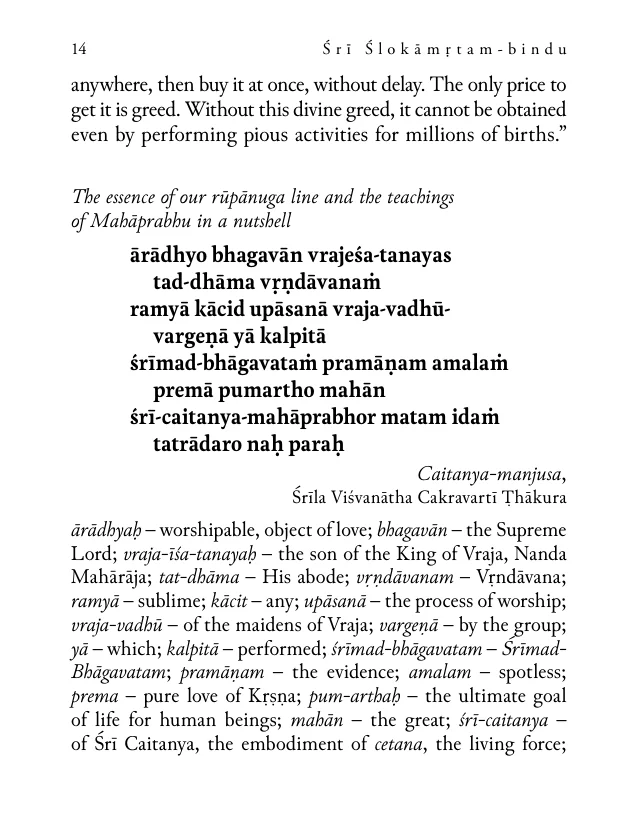 14
Śrī Ślokāmṛtam-bindu
anywhere, then buy it at once, without delay. The only price to
get it is greed. Without this divine greed, it cannot be obtained
even by performing pious activities for millions of births.”
The essence of our rūpānuga line and the teachings
of Mahāprabhu in a nutshell
ārādhyo bhagavān vrajeśa-tanayas
tad-dhāma vṛṇdāvanaṁ
ramyā kācid upāsanā vraja-vadhū-
vargeṇā yā kalpitā
śrīmad-bhāgavataṁ pramāṇam amalaṁ
premā pumartho mahān
śrī-caitanya-mahāprabhor matam idaṁ
tatrādaro naḥ paraḥ
Caitanya-manjusa,
Śrīla Viśvanātha Cakravartī Ṭhākura
ārādhyaḥ – worshipable, object of love; bhagavān – the Supreme
Lord; vraja-īśa-tanayaḥ – the son of the King of Vraja, Nanda
Mahārāja; tat-dhāma – His abode; vṛṇdāvanam – Vṛndāvana;
ramyā – sublime; kācit – any; upāsanā – the process of worship;
vraja-vadhū – of the maidens of Vraja; vargeṇā – by the group;
yā – which; kalpitā – performed; śrīmad-bhāgavatam – Śrīmad-
Bhāgavatam; pramāṇam – the evidence; amalam – spotless;
prema – pure love of Kṛṣṇa; pum-arthaḥ – the ultimate goal
of life for human beings; mahān – the great; śrī-caitanya –
of Śrī Caitanya, the embodiment of cetana, the living force;